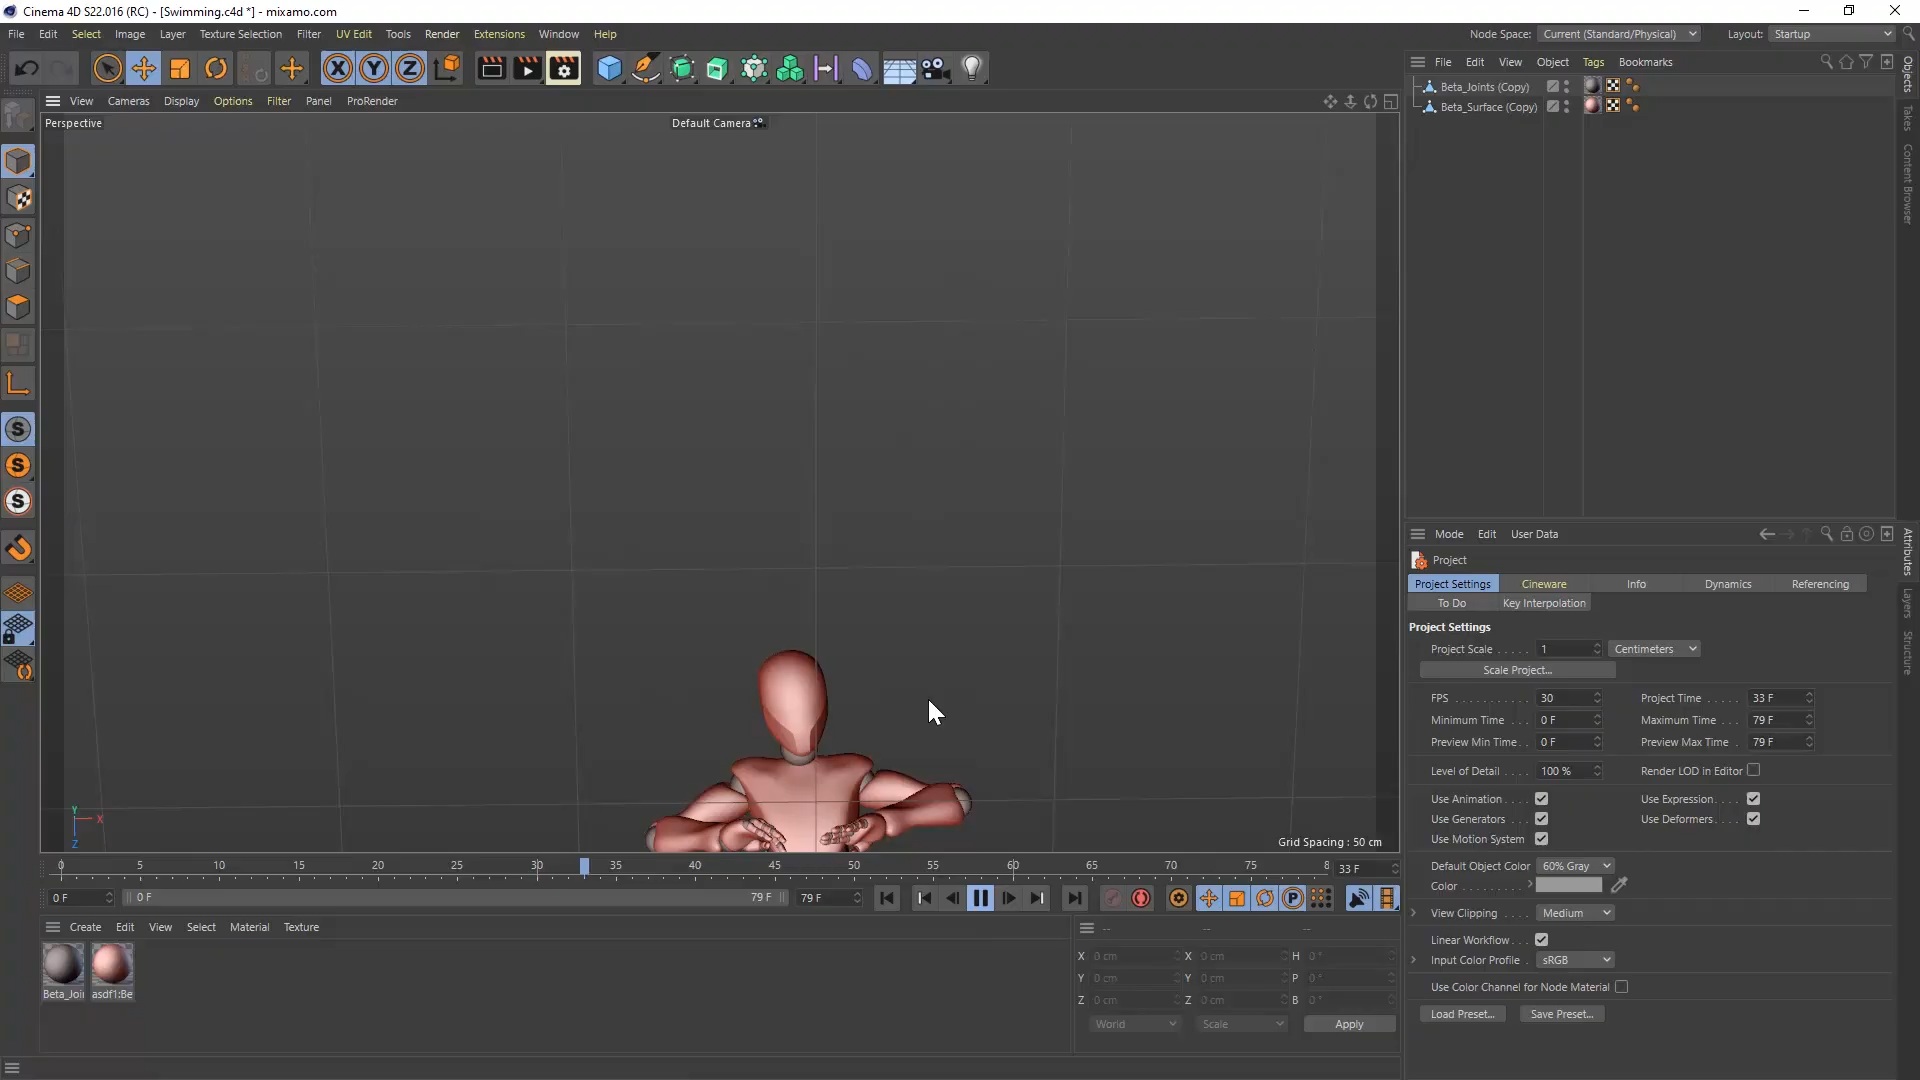 Cinema 4D S22.016 (RC) - [Swimming.c4d *] - mixamo.com
File Edit Select Image Layer Texture Selection Filter UV Edit Tools Render Extensions Window Help
Node Space: Current (Standard/Physical) Layout: Startup
X Y Z
View Cameras Display Options Filter Panel ProRender
Perspective
Default Camera
File Edit View Object Tags Bookmarks
Beta_Joints (Copy)
Beta_Surface (Copy)
Objects
Takes
Content Browser
Mode Edit User Data
Attributes
Layers
Structure
Project
Project Settings Cineware Info Dynamics Referencing
To Do Key Interpolation
Project Settings
Project Scale . . . . . 1 Centimeters
Scale Project...
FPS . . . . . . . . . . . 30 Project Time . . . . . 33 F
Minimum Time . . . 0 F Maximum Time . . . 79 F
Preview Min Time . . 0 F Preview Max Time . 79 F
Level of Detail . . . . 100 % Render LOD in Editor
Use Animation . . . . Use Expression . . . .
Use Generators . . . Use Deformers . . . .
Use Motion System
Default Object Color 60% Gray
Color . . . . . . . . .
View Clipping . . . Medium
Linear Workflow . . .
Input Color Profile . sRGB
Use Color Channel for Node Material
Load Preset... Save Preset...
S
S
S
Y
X
Z
Grid Spacing : 50 cm
0 5 10 15 20 25 30 35 40 45 50 55 60 65 70 75 8 33 F
0 F 0 F 79 F 79 F P
Create Edit View Select Material Texture
Beta_Joi asdf1:Be
-- -- --
X 0 cm X 0 cm H 0 °
Y 0 cm Y 0 cm P 0 °
Z 0 cm Z 0 cm B 0 °
World Scale Apply